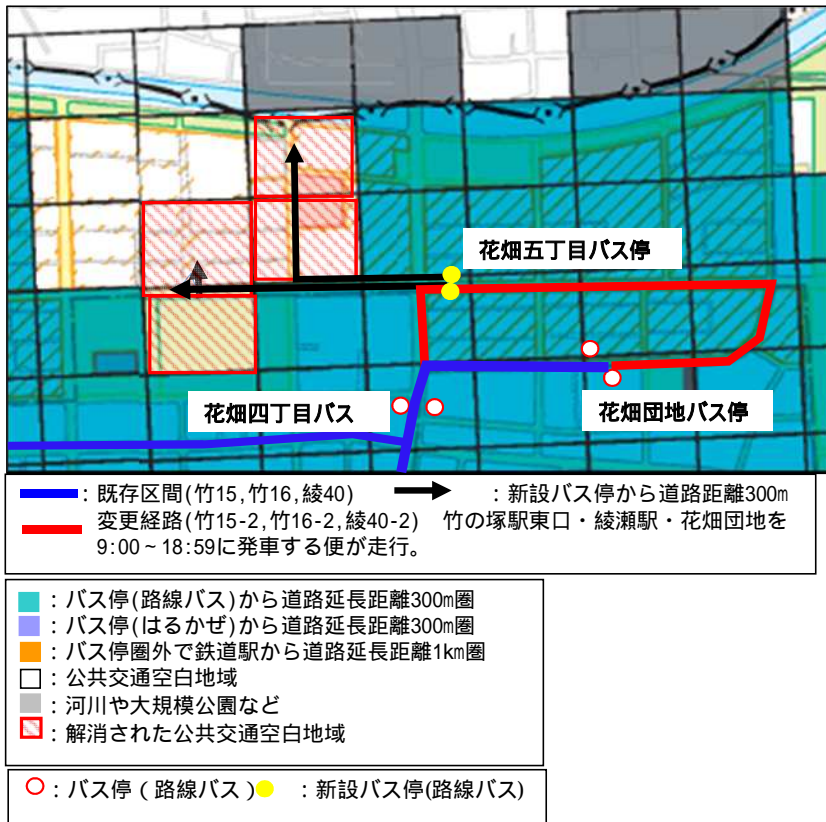 花畑五丁目バス停
花畑四丁目バス
花畑団地バス停
：既存区間(竹15,竹16,綾40)　：新設バス停から道路距離300m
変更経路(竹15-2,竹16-2,綾40-2)　竹の塚駅東口・綾瀬駅・花畑団地を
9:00～18:59に発車する便が走行。
：バス停(路線バス)から道路延長距離300m圏
：バス停(はるかぜ)から道路延長距離300m圏
：バス停圏外で鉄道駅から道路延長距離1km圏
：公共交通空白地域
：河川や大規模公園など
：解消された公共交通空白地域
：バス停（路線バス）　：新設バス停(路線バス)